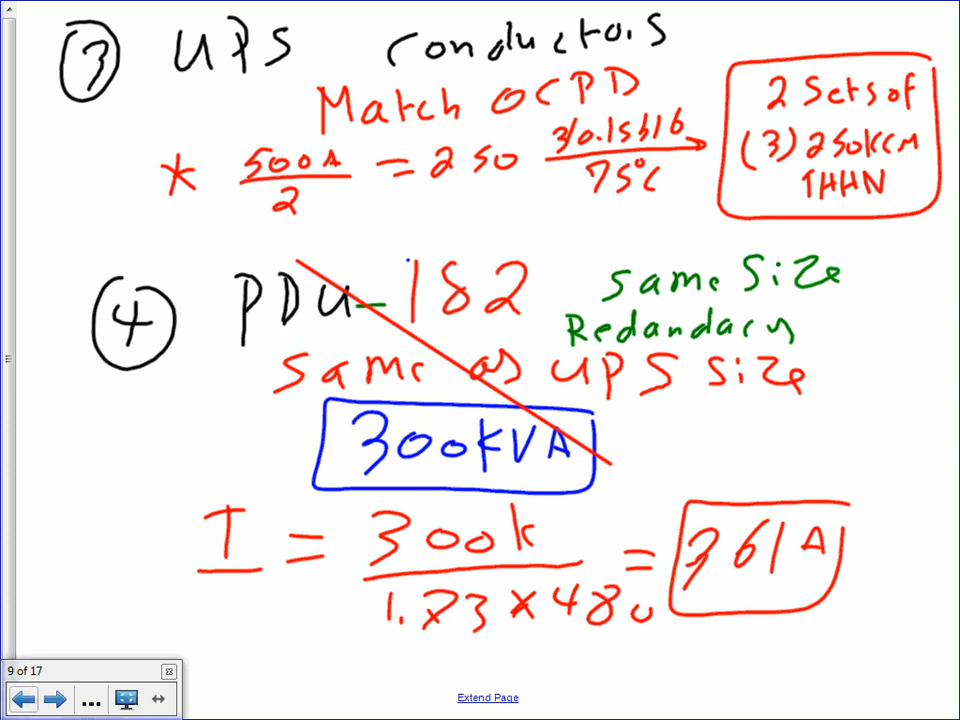 ③ UPS Conductors
Match OCPD
* 500A/2 = 250 310.15b16/75°C → 2 Sets of (3) 250KCM THHN
④ PDU-1&2 Same Size Redandacy
Same as UPS Size
300KVA
I = 300k/1.73×480 = 361A
9 of 17
Extend Page